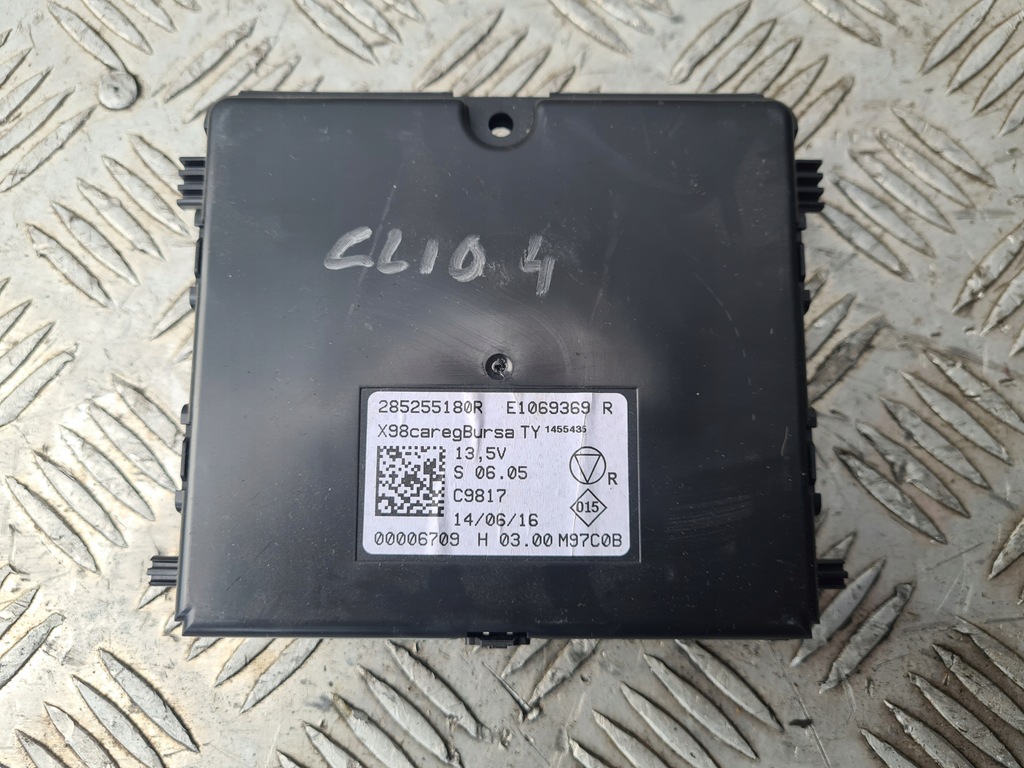 CLIO 4
285255180R E1069369 R
X98caregBursa TY 1455435
13,5V
S 06.05
R
C9817
D15
14/06/16
00006709 H 03.00 M97C0B